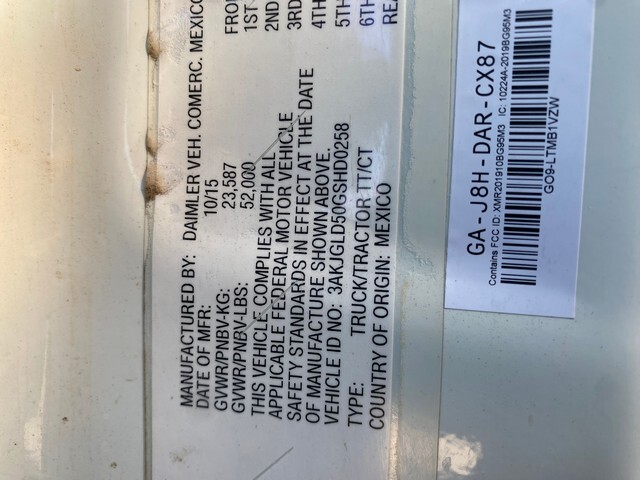 MANUFACTURED BY: DAIMLER VEH. COMERC. MEXICO
DATE OF MFR: 10/15
GVWR/PNBV-KG: 23,587
GVWR/PNBV-LBS: 52,000
THIS VEHICLE COMPLIES WITH ALL
APPLICABLE FEDERAL MOTOR VEHICLE
SAFETY STANDARDS IN EFFECT AT THE DATE
OF MANUFACTURE SHOWN ABOVE.
VEHICLE ID NO: 3AKJGLD50GSHD0258
TYPE: TRUCK/TRACTOR TT/CT
COUNTRY OF ORIGIN: MEXICO
1ST
2ND
3RD
4TH
5TH
6TH
GA-J8H-DAR-CX87
Contains FCC ID: XMR201910BG95M3 IC: 10224A-2019BG95M3
GO9-LTMB1VZW